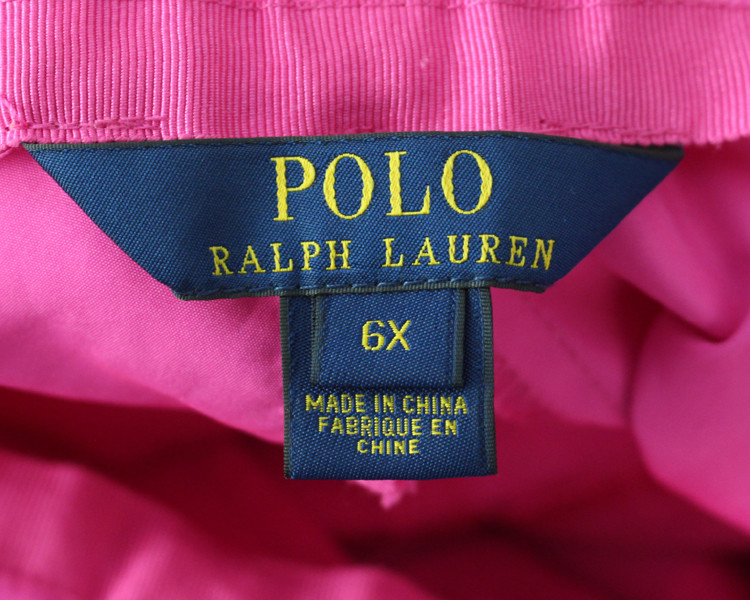 POLO
RALPH LAUREN
6X
MADE IN CHINA
FABRIQUE EN
CHINE